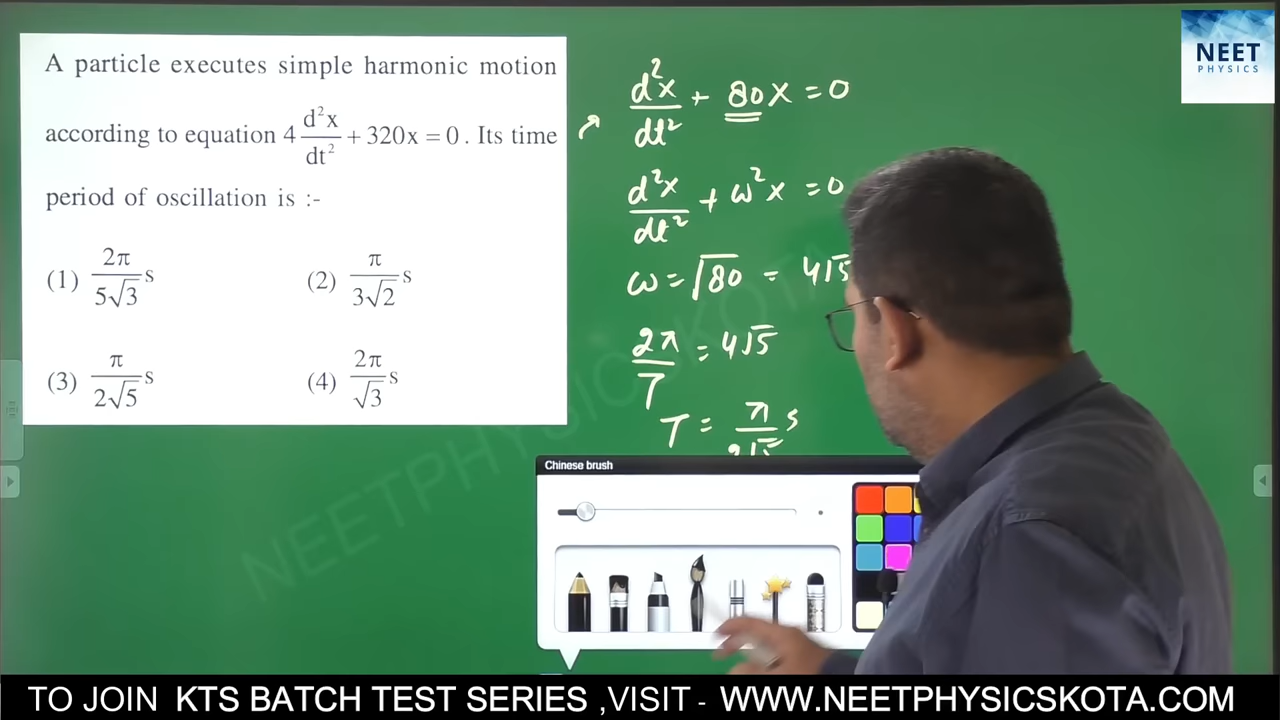 A particle executes simple harmonic motion
according to equation 4 d²x/dt² + 320x = 0 . Its time
period of oscillation is :-
(1) 2π/5√3 s
(2) π/3√2 s
(3) π/2√5 s
(4) 2π/√3 s
d²x/dt² + 80x = 0
d²x/dt² + ω²x = 0
ω = √80 = 4√5
2π/T = 4√5
T = π/2√5 s
NEET
PHYSICS
NEETPHYSICSKOTA
Chinese brush
TO JOIN KTS BATCH TEST SERIES ,VISIT - WWW.NEETPHYSICSKOTA.COM